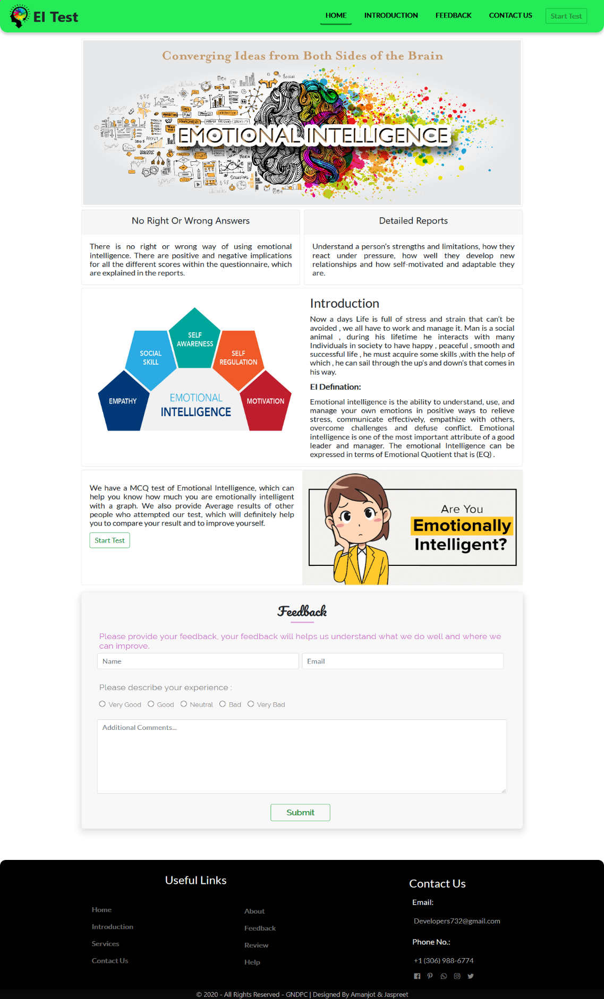 EI Test
HOME INTRODUCTION FEEDBACK CONTACT US Start Test
Converging Ideas from Both Sides of the Brain
EMOTIONAL INTELLIGENCE
No Right Or Wrong Answers
There is no right or wrong way of using emotional
intelligence. There are positive and negative implications
for all the different scores within the questionnaire, which
are explained in the reports.
Detailed Reports
Understand a person's strengths and limitations, how they
react under pressure, how well they develop new
relationships and how self-motivated and adaptable they
are.
SELF
AWARENESS
SOCIAL
SKILL
SELF
REGULATION
EMPATHY
MOTIVATION
EMOTIONAL
INTELLIGENCE
Introduction
Now a days Life is full of stress and strain that can't be
avoided , we all have to work and manage it. Man is a social
animal , during his lifetime he interacts with many
Individuals in society to have happy , peaceful , smooth and
successful life , he must acquire some skills ,with the help of
which , he can sail through the up's and down's that comes in
his way.
EI Defination:
Emotional intelligence is the ability to understand, use, and
manage your own emotions in positive ways to relieve
stress, communicate effectively, empathize with others,
overcome challenges and defuse conflict. Emotional
intelligence is one of the most important attribute of a good
leader and manager. The emotional Intelligence can be
expressed in terms of Emotional Quotient that is (EQ) .
We have a MCQ test of Emotional Intelligence, which can
help you know how much you are emotionally intelligent
with a graph. We also provide Average results of other
people who attempted our test, which will definitely help
you to compare your result and to improve yourself.
Start Test
Are You
Emotionally
Intelligent?
Feedback
Please provide your feedback, your feedback will helps us understand what we do well and where we
can improve.
Name Email
Please describe your experience :
Very Good Good Neutral Bad Very Bad
Additional Comments...
Submit
Useful Links
Home
Introduction
Services
Contact Us
About
Feedback
Review
Help
Contact Us
Email:
Developers732@gmail.com
Phone No.:
+1 (306) 988-6774
© 2020 - All Rights Reserved - GNDPC | Designed By Amanjot & Jaspreet